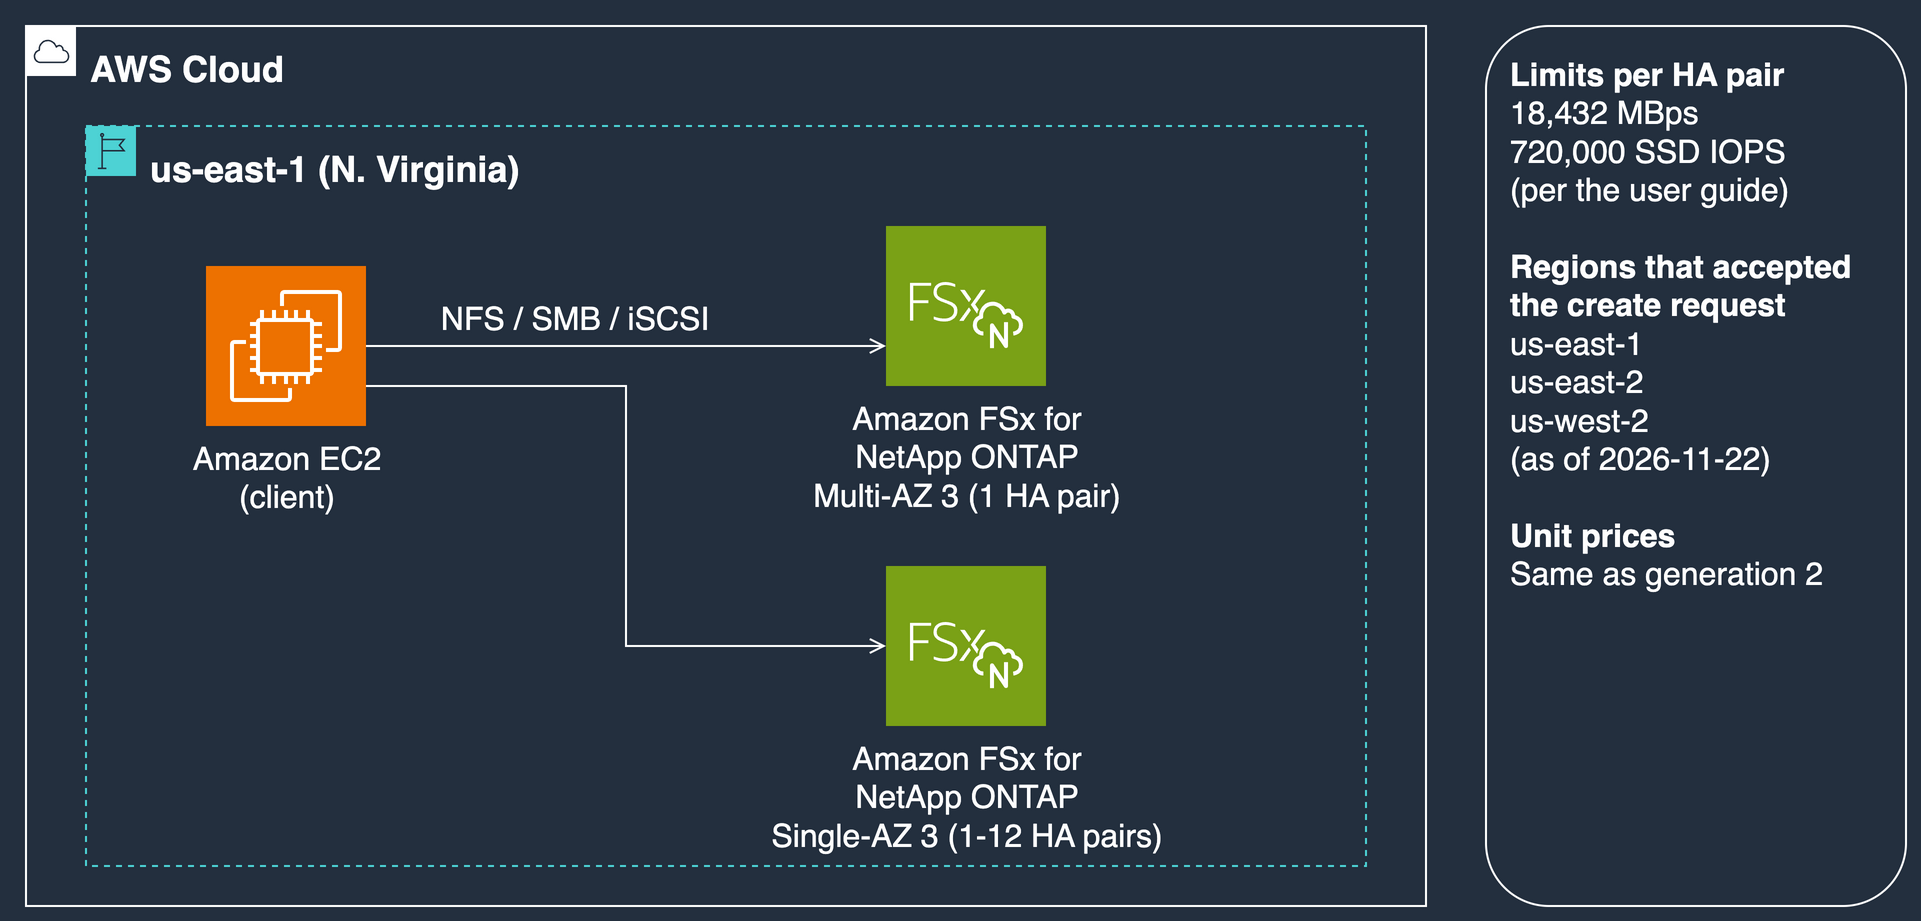 AWS Cloud
us-east-1 (N. Virginia)
NFS / SMB / iSCSI
Amazon EC2
(client)
FSx
N
Amazon FSx for
NetApp ONTAP
Multi-AZ 3 (1 HA pair)
FSx
N
Amazon FSx for
NetApp ONTAP
Single-AZ 3 (1-12 HA pairs)
Limits per HA pair
18,432 MBps
720,000 SSD IOPS
(per the user guide)
Regions that accepted
the create request
us-east-1
us-east-2
us-west-2
(as of 2026-11-22)
Unit prices
Same as generation 2